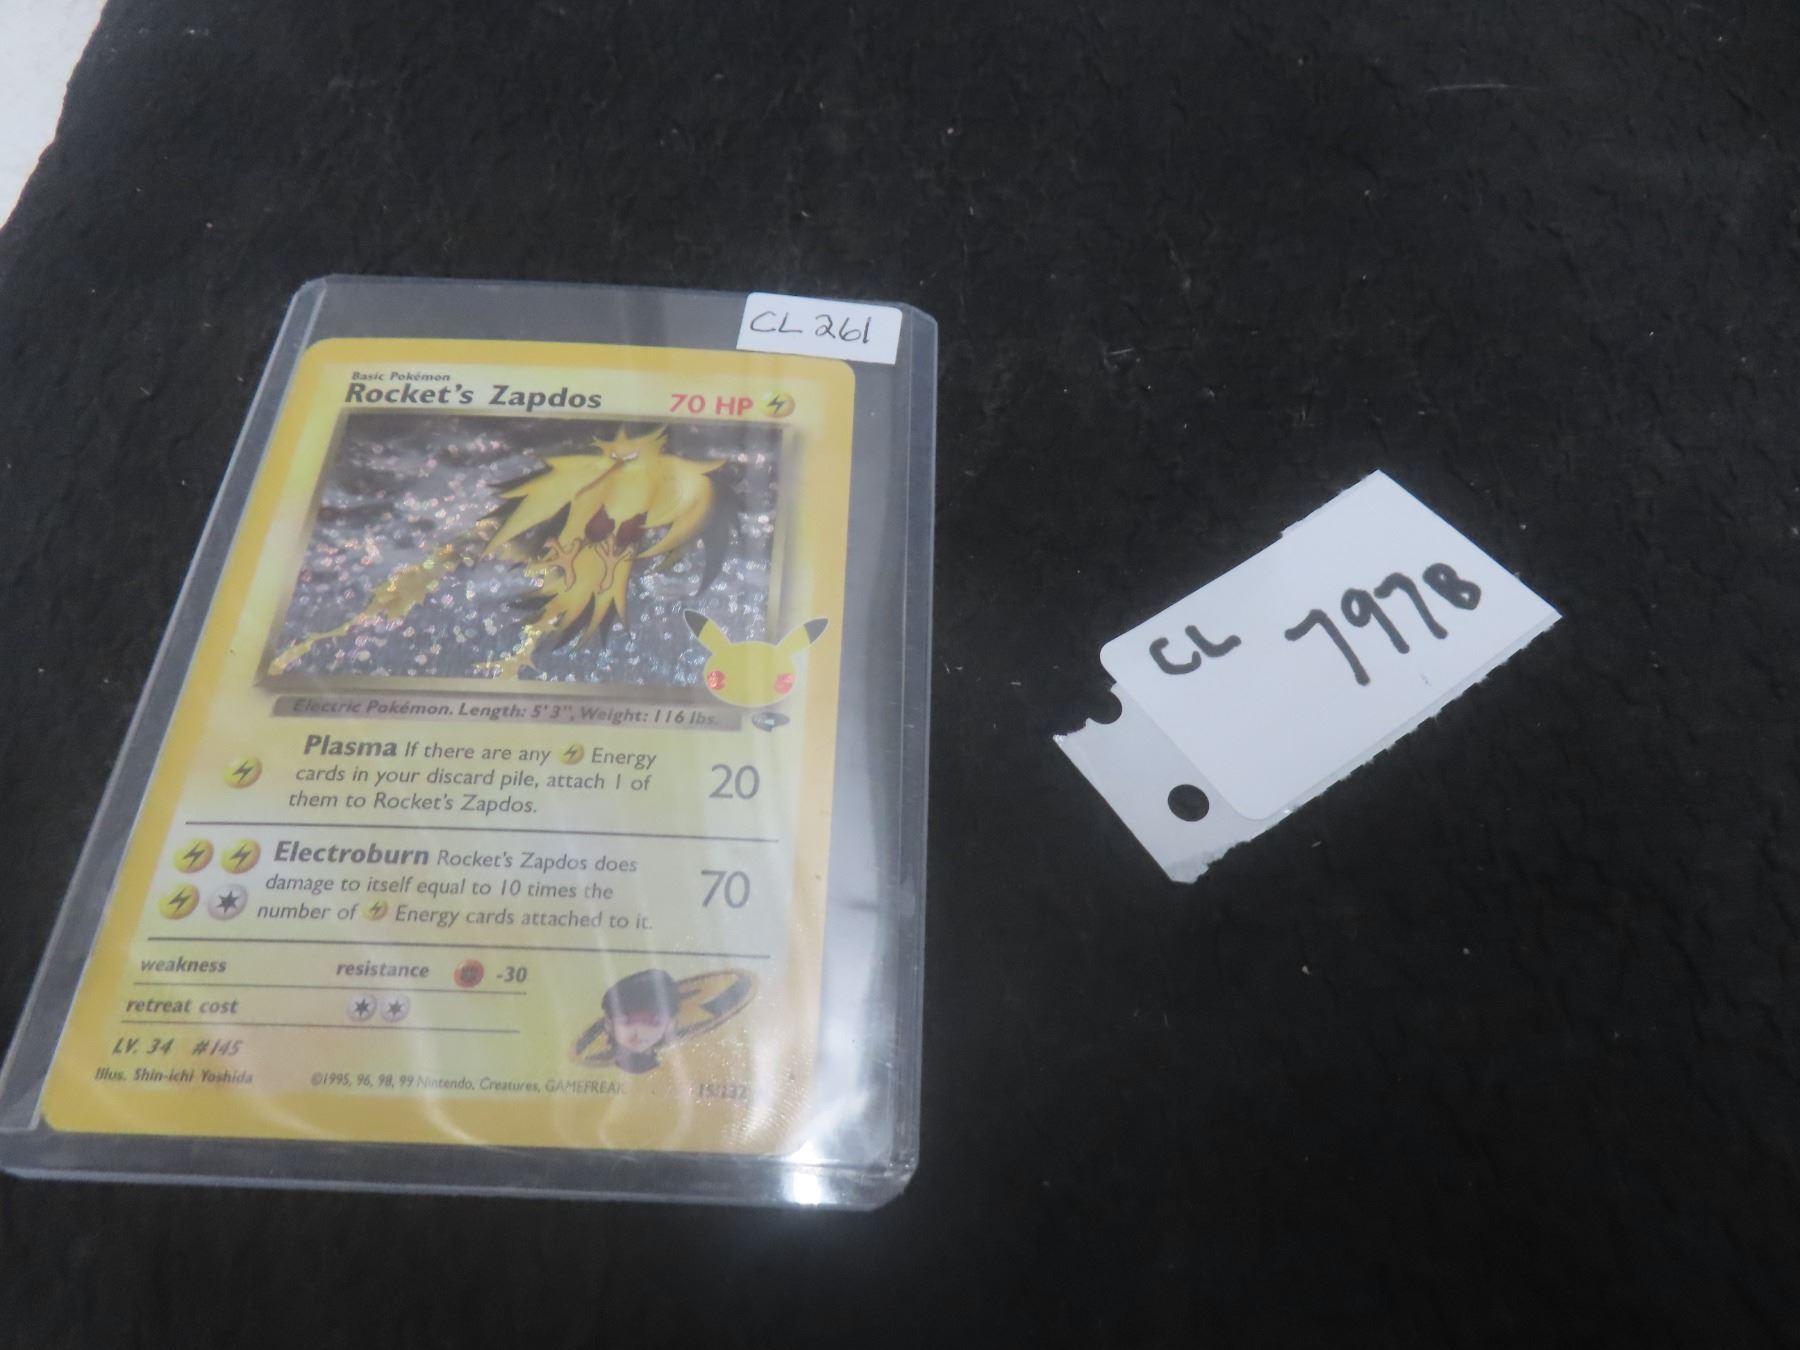 CL 261
Basic Pokémon
Rocket's Zapdos 70 HP
Electric Pokémon. Length: 5'3", Weight: 116 lbs.
Plasma If there are any Energy
cards in your discard pile, attach 1 of
them to Rocket's Zapdos.
20
Electroburn Rocket's Zapdos does
damage to itself equal to 10 times the
number of Energy cards attached to it.
70
weakness resistance -30
retreat cost
LV. 34 #145
Illus. Shin-ichi Yoshida ©1995, 96, 98, 99 Nintendo, Creatures, GAMEFREAK. 15/132
CL 797B